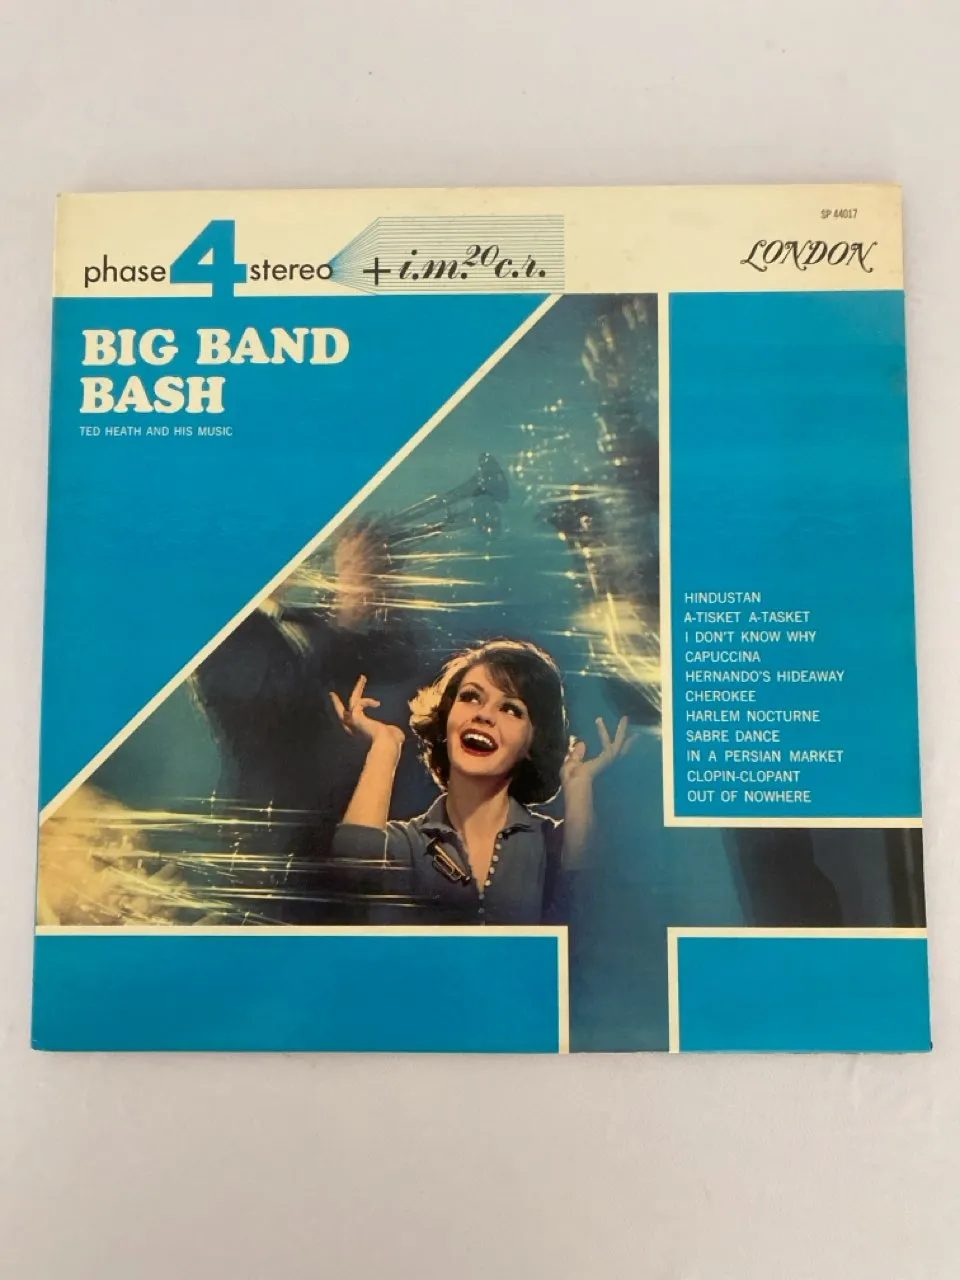 SP 44017
phase 4 stereo + i.m.20 c.r.
LONDON
BIG BAND
BASH
TED HEATH AND HIS MUSIC
HINDUSTAN
A-TISKET A-TASKET
I DON'T KNOW WHY
CAPUCCINA
HERNANDO'S HIDEAWAY
CHEROKEE
HARLEM NOCTURNE
SABRE DANCE
IN A PERSIAN MARKET
CLOPIN-CLOPANT
OUT OF NOWHERE